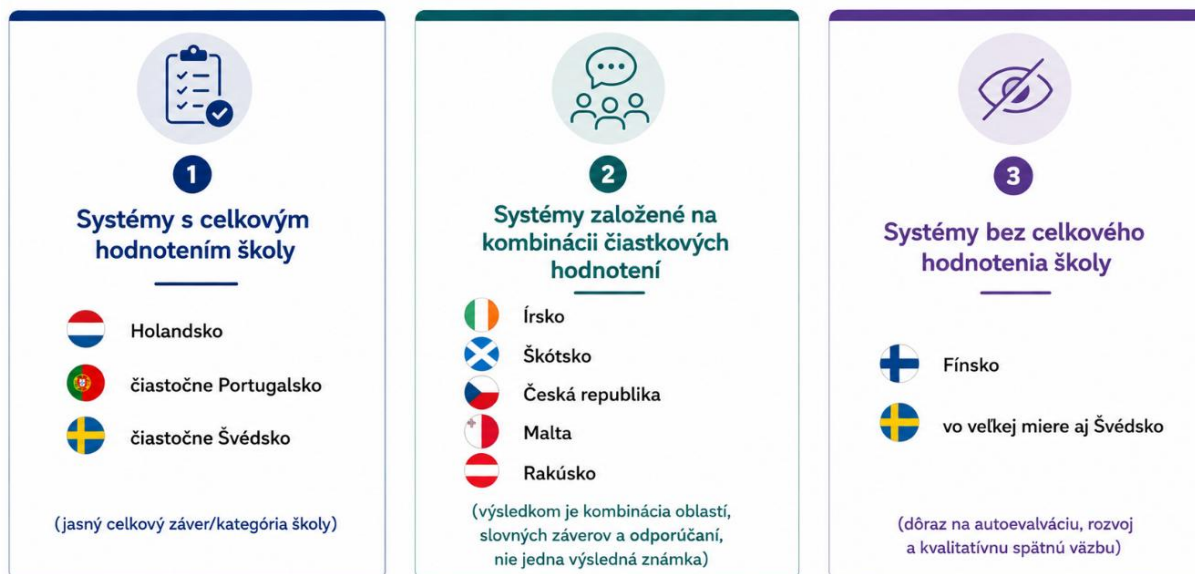 1
Systémy s celkovým
hodnotením školy
Holandsko
čiastočne Portugalsko
čiastočne Švédsko
(jasný celkový záver/kategória školy)
2
Systémy založené na
kombinácii čiastkových
hodnotení
Írsko
Škótsko
Česká republika
Malta
Rakúsko
(výsledkom je kombinácia oblastí,
slovných záverov a odporúčaní,
nie jedna výsledná známka)
3
Systémy bez celkového
hodnotenia školy
Fínsko
vo veľkej miere aj Švédsko
(dôraz na autoevalváciu, rozvoj
a kvalitatívnu spätnú väzbu)